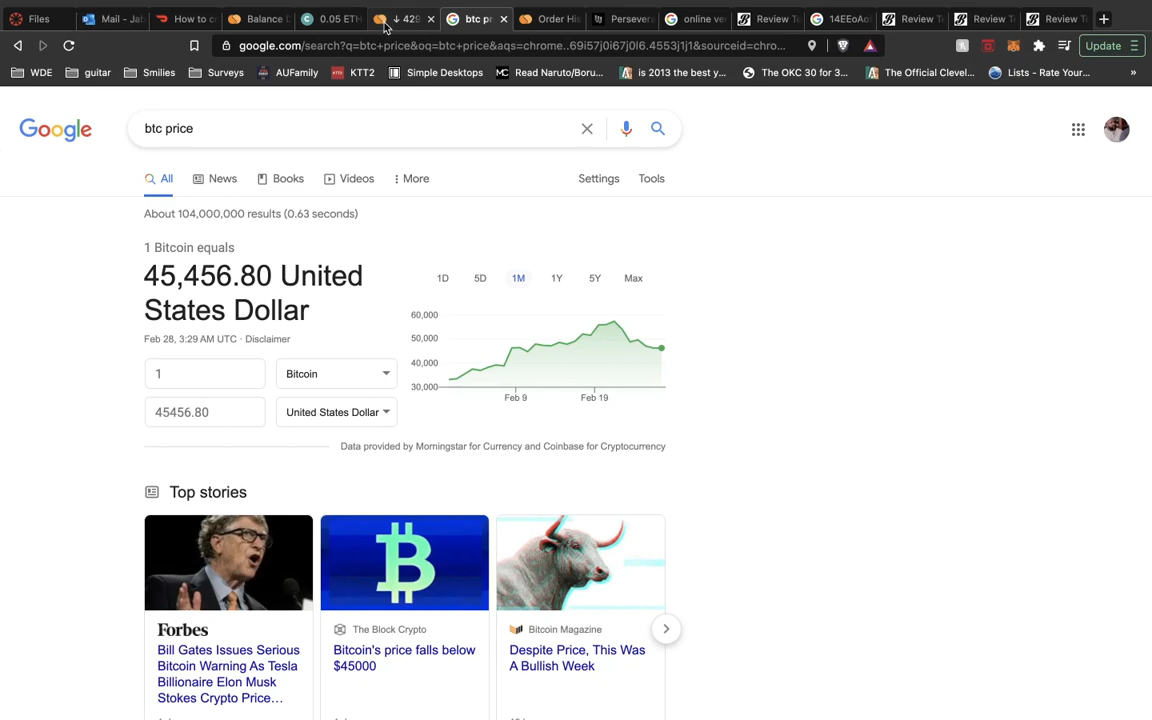 Files
Mail - Ja
How to c
Balance
0.05 ETH
↓ 429
btc pr
Order His
Persever
online ve
Review T
14EEoAo
Review T
Review T
Review T
google.com/search?q=btc+price&oq=btc+price&aqs=chrome..69i57j0i67j0l6.4553j1j1&sourceid=chro...
Update
WDE
guitar
Smilies
Surveys
AUFamily
KTT2
Simple Desktops
Read Naruto/Boru...
is 2013 the best y...
The OKC 30 for 3...
The Official Clevel...
Lists - Rate Your...
»
Google
btc price
All
News
Books
Videos
More
Settings
Tools
About 104,000,000 results (0.63 seconds)
1 Bitcoin equals
45,456.80 United
States Dollar
Feb 28, 3:29 AM UTC · Disclaimer
1
Bitcoin
45456.80
United States Dollar
1D
5D
1M
1Y
5Y
Max
60,000
50,000
40,000
30,000
Feb 9
Feb 19
Data provided by Morningstar for Currency and Coinbase for Cryptocurrency
Top stories
Forbes
Bill Gates Issues Serious
Bitcoin Warning As Tesla
Billionaire Elon Musk
Stokes Crypto Price...
The Block Crypto
Bitcoin's price falls below
$45000
Bitcoin Magazine
Despite Price, This Was
A Bullish Week